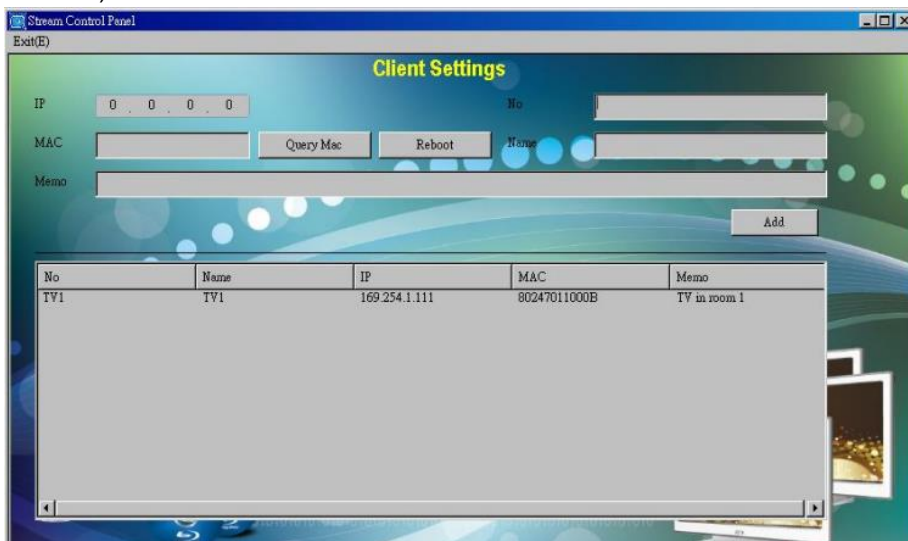 Stream Control Panel
Exit(E)
Client Settings
IP 0 . 0 . 0 . 0 No
MAC Query Mac Reboot Name
Memo
Add
No Name IP MAC Memo
TV1 TV1 169.254.1.111 80247011000B TV in room 1